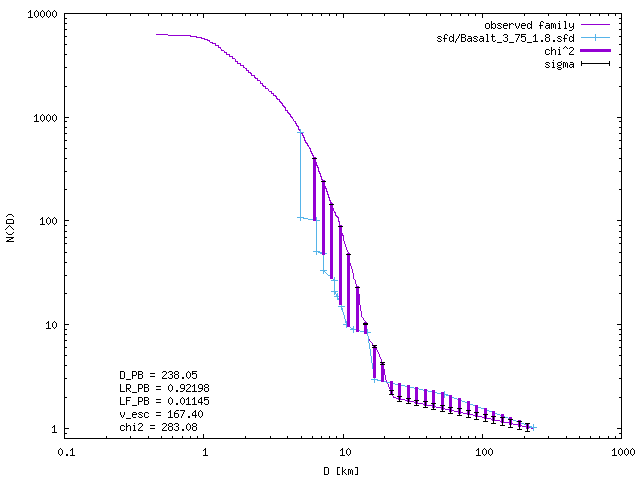 10000
1000
100
10
1
N(>D)
observed family
sfd/Basalt_3_75_1.8.sfd
chi^2
sigma
D_PB = 238.05
LR_PB = 0.92198
LF_PB = 0.01145
v_esc = 167.40
chi2 = 283.08
0.1 1 10 100 1000
D [km]